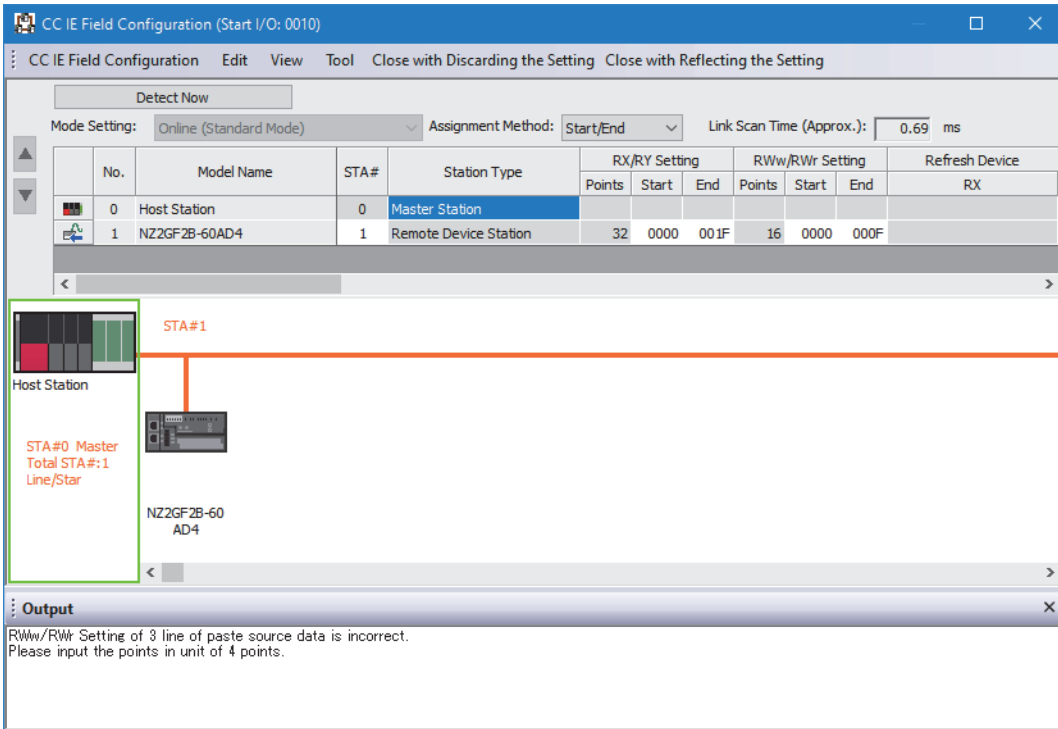 CC IE Field Configuration (Start I/O: 0010)
CC IE Field Configuration Edit View Tool Close with Discarding the Setting Close with Reflecting the Setting
Detect Now
Mode Setting: Online (Standard Mode) Assignment Method: Start/End Link Scan Time (Approx.): 0.69 ms
No. Model Name STA# Station Type RX/RY Setting RWw/RWr Setting Refresh Device
Points Start End Points Start End RX
0 Host Station 0 Master Station
1 NZ2GF2B-60AD4 1 Remote Device Station 32 0000 001F 16 0000 000F
STA#1
Host Station
STA#0 Master
Total STA#:1
Line/Star
NZ2GF2B-60
AD4
Output
RWw/RWr Setting of 3 line of paste source data is incorrect.
Please input the points in unit of 4 points.